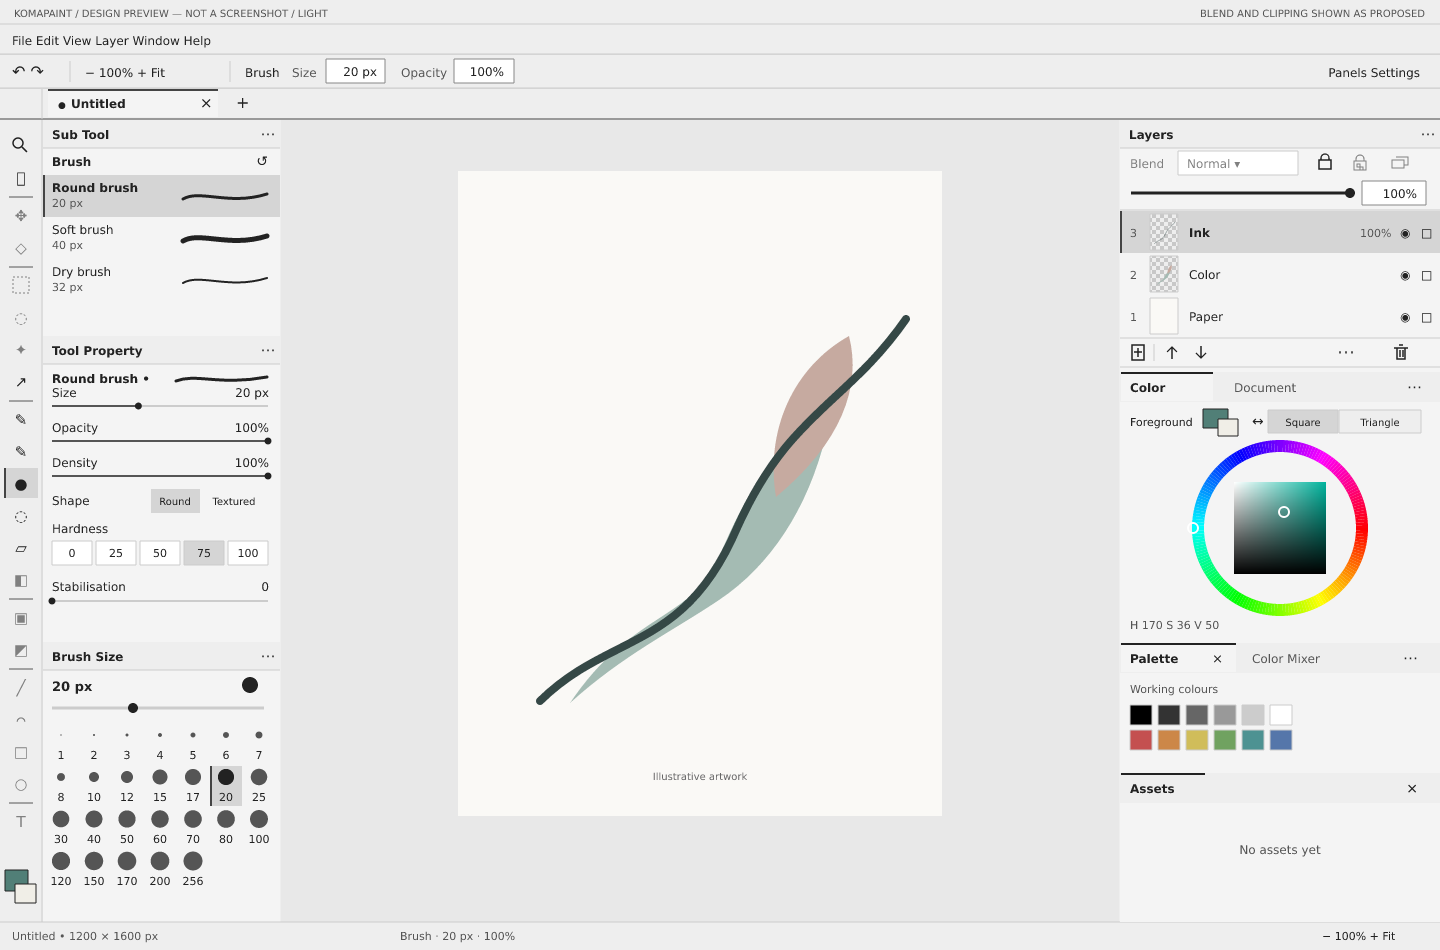 KOMAPAINT / DESIGN PREVIEW — NOT A SCREENSHOT / LIGHT
BLEND AND CLIPPING SHOWN AS PROPOSED
File Edit View Layer Window Help
− 100% + Fit
Brush Size 20 px Opacity 100%
Panels Settings
Untitled
Sub Tool
Brush
Round brush
20 px
Soft brush
40 px
Dry brush
32 px
Tool Property
Round brush •
Size 20 px
Opacity 100%
Density 100%
Shape Round Textured
Hardness
0 25 50 75 100
Stabilisation 0
Brush Size
20 px
1 2 3 4 5 6 7
8 10 12 15 17 20 25
30 40 50 60 70 80 100
120 150 170 200 256
T
Illustrative artwork
Layers
Blend Normal ▾
100%
3 Ink 100%
2 Color
1 Paper
Color Document
Foreground Square Triangle
H 170 S 36 V 50
Palette × Color Mixer
Working colours
Assets ×
No assets yet
Untitled • 1200 × 1600 px
Brush · 20 px · 100%
− 100% + Fit